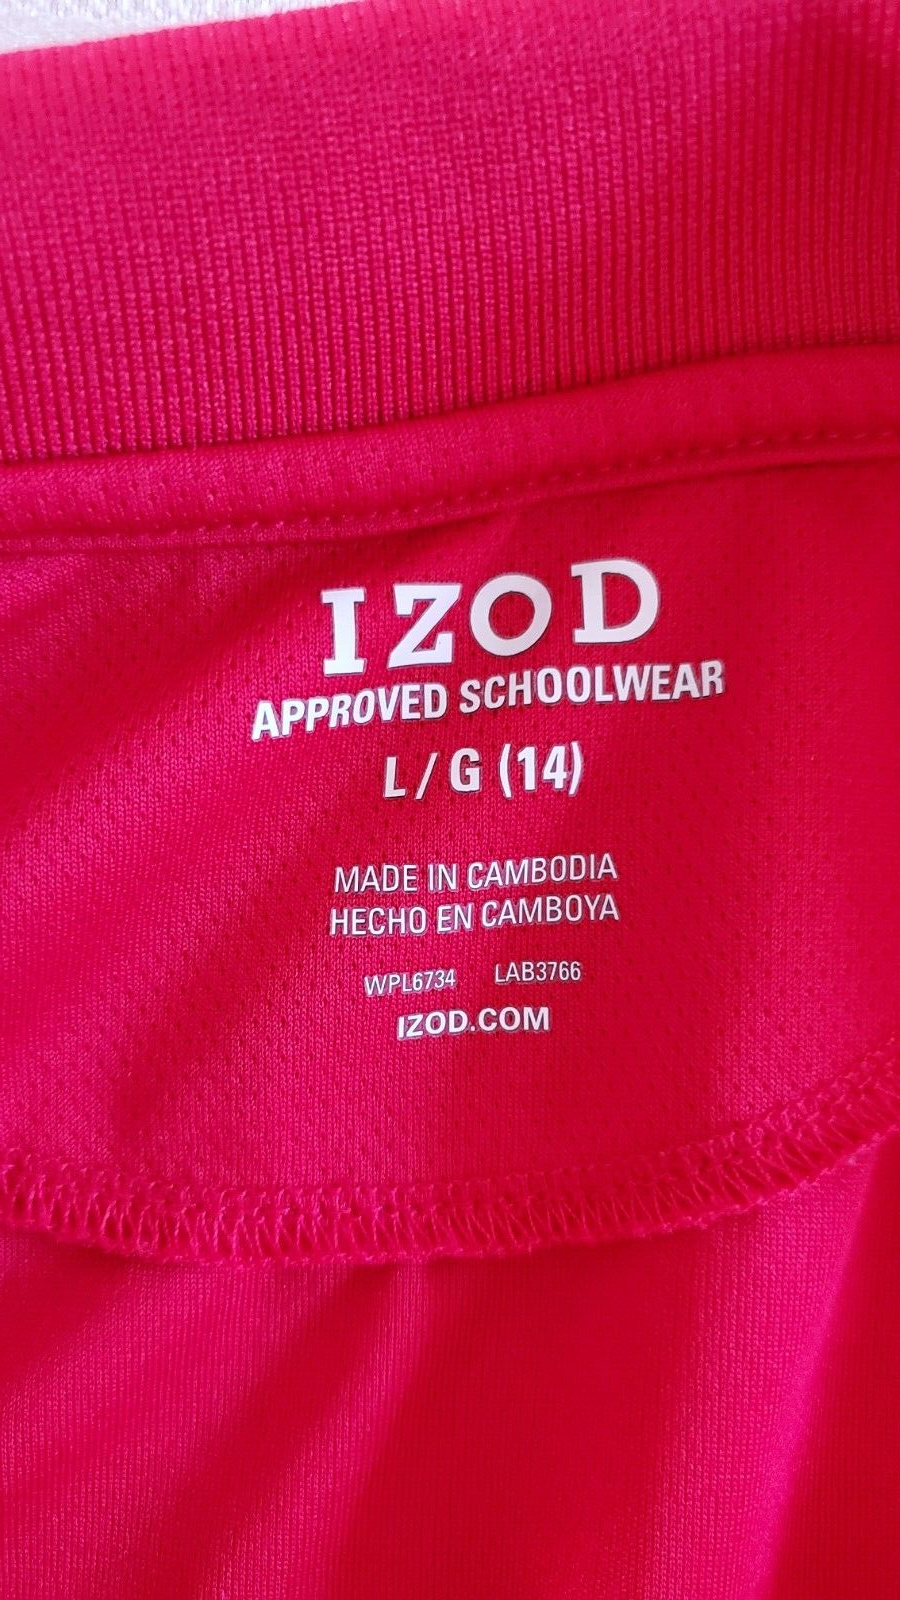 IZOD
APPROVED SCHOOLWEAR
L / G (14)
MADE IN CAMBODIA
HECHO EN CAMBOYA
WPL6734 LAB3766
IZOD.COM